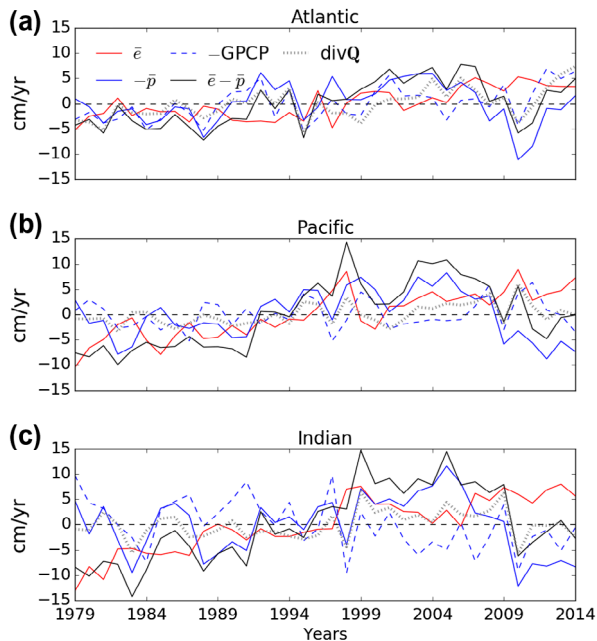 (a) Atlantic
15
10
5
0
−5
−10
−15
cm/yr
ē −GPCP divQ
−p̄ ē − p̄
(b) Pacific
15
10
5
0
−5
−10
−15
cm/yr
(c) Indian
15
10
5
0
−5
−10
−15
cm/yr
1979 1984 1989 1994 1999 2004 2009 2014
Years